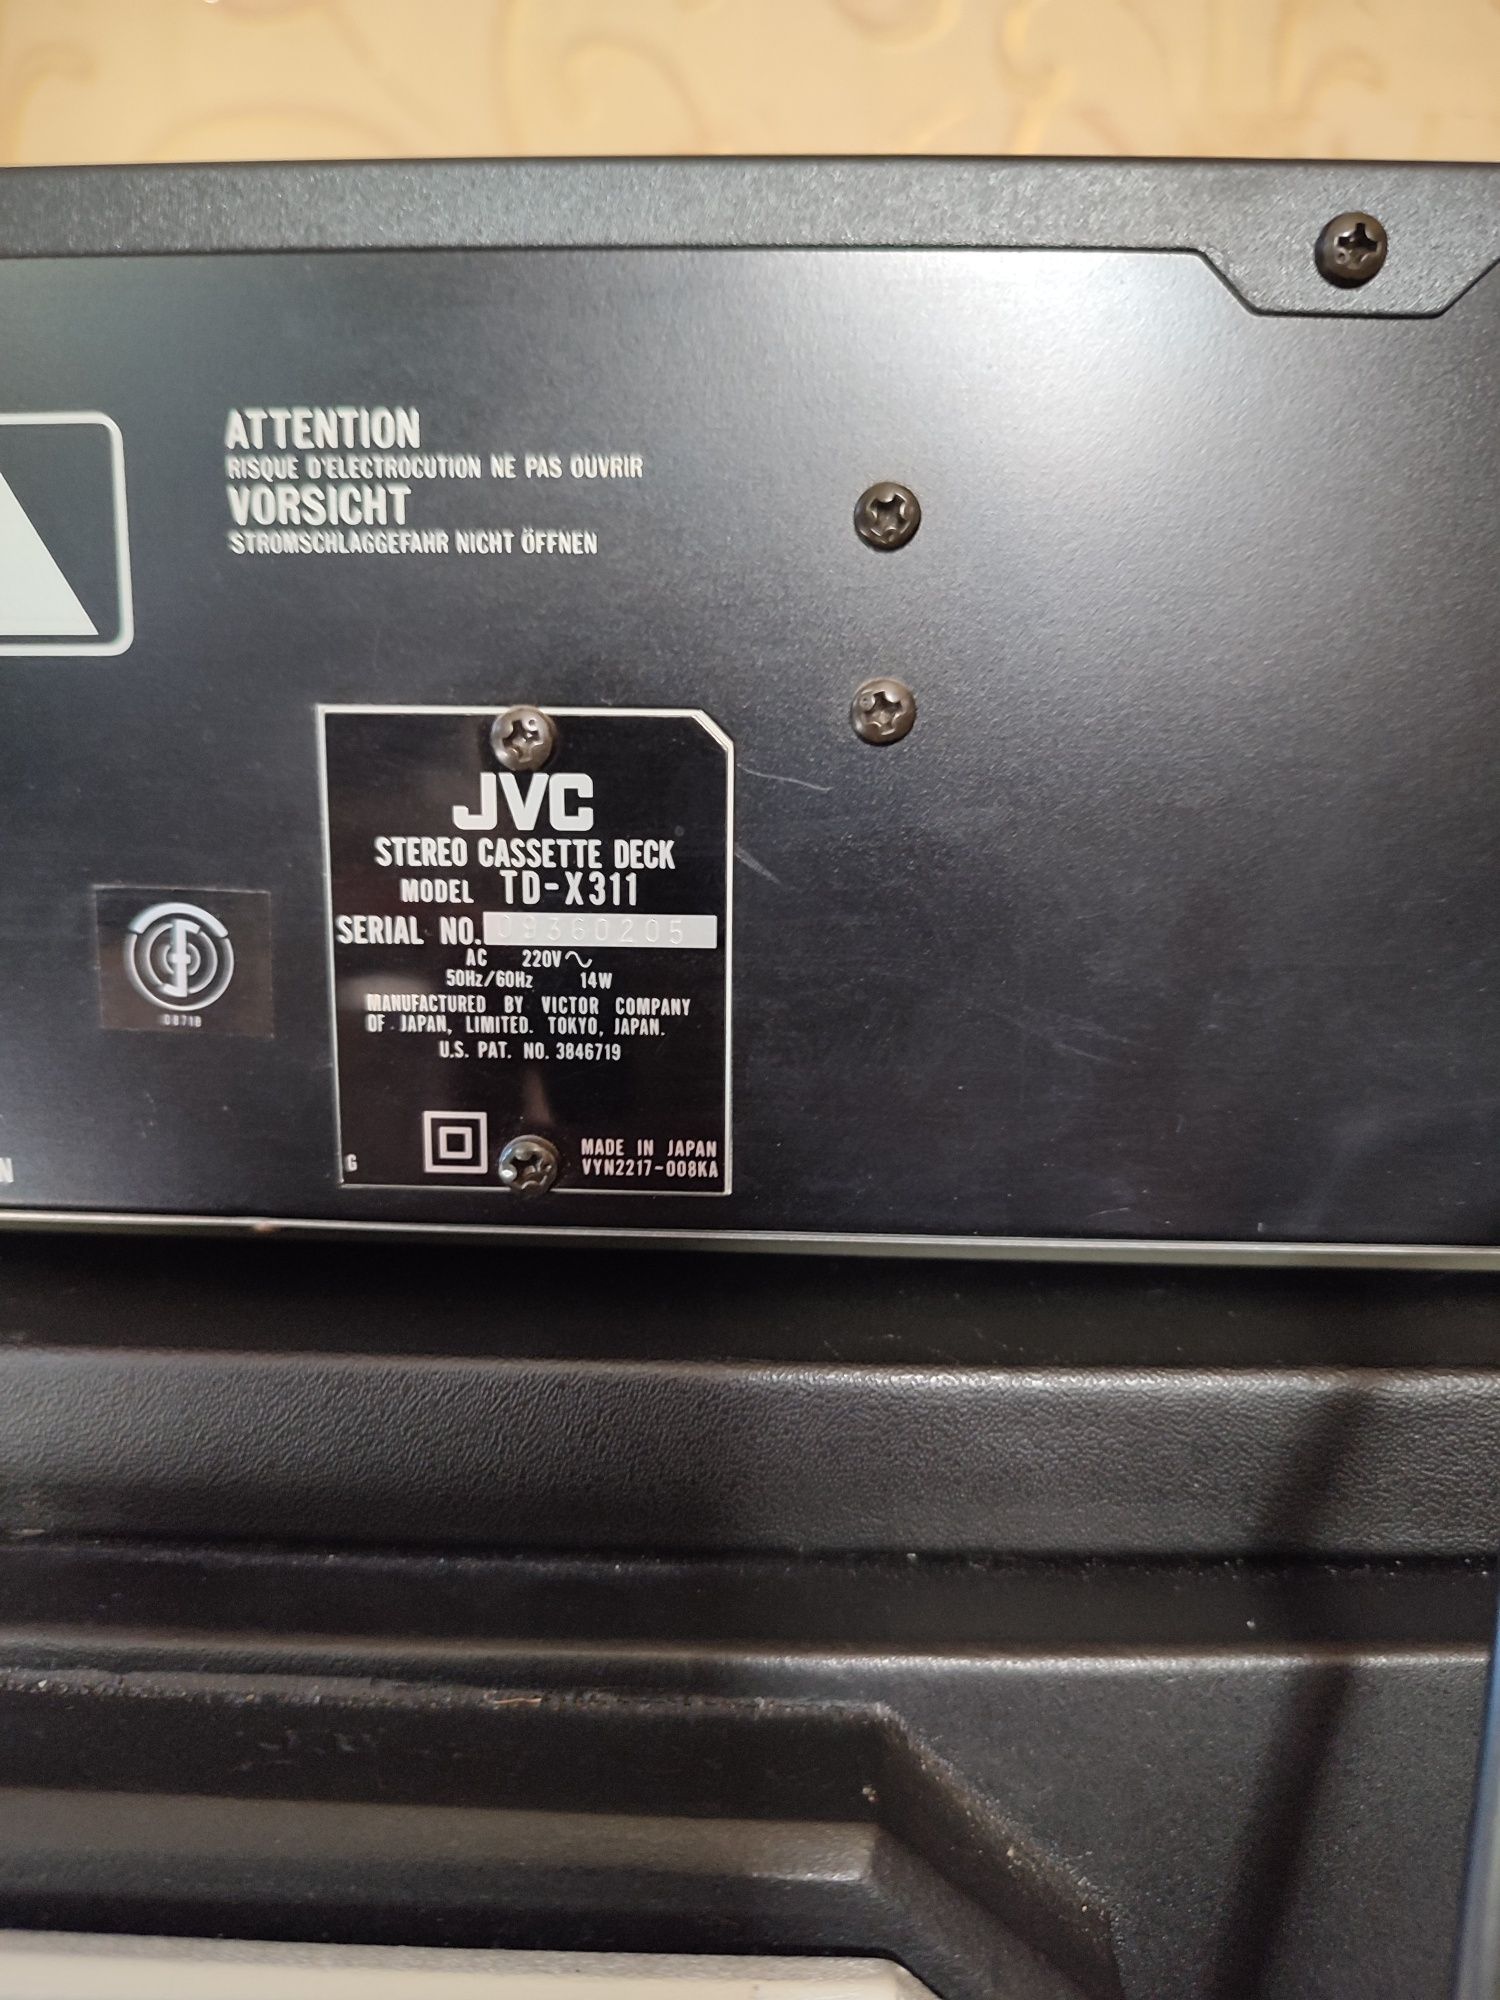 ATTENTION
RISQUE D'ELECTROCUTION NE PAS OUVRIR
VORSICHT
STROMSCHLAGGEFAHR NICHT ÖFFNEN
JVC
STEREO CASSETTE DECK
MODEL TD-X311
SERIAL NO. 09360205
AC 220V~
50Hz/60Hz 14W
MANUFACTURED BY VICTOR COMPANY
OF JAPAN, LIMITED. TOKYO, JAPAN.
U.S. PAT. NO. 3846719
MADE IN JAPAN
G VYN2217-008KA
N